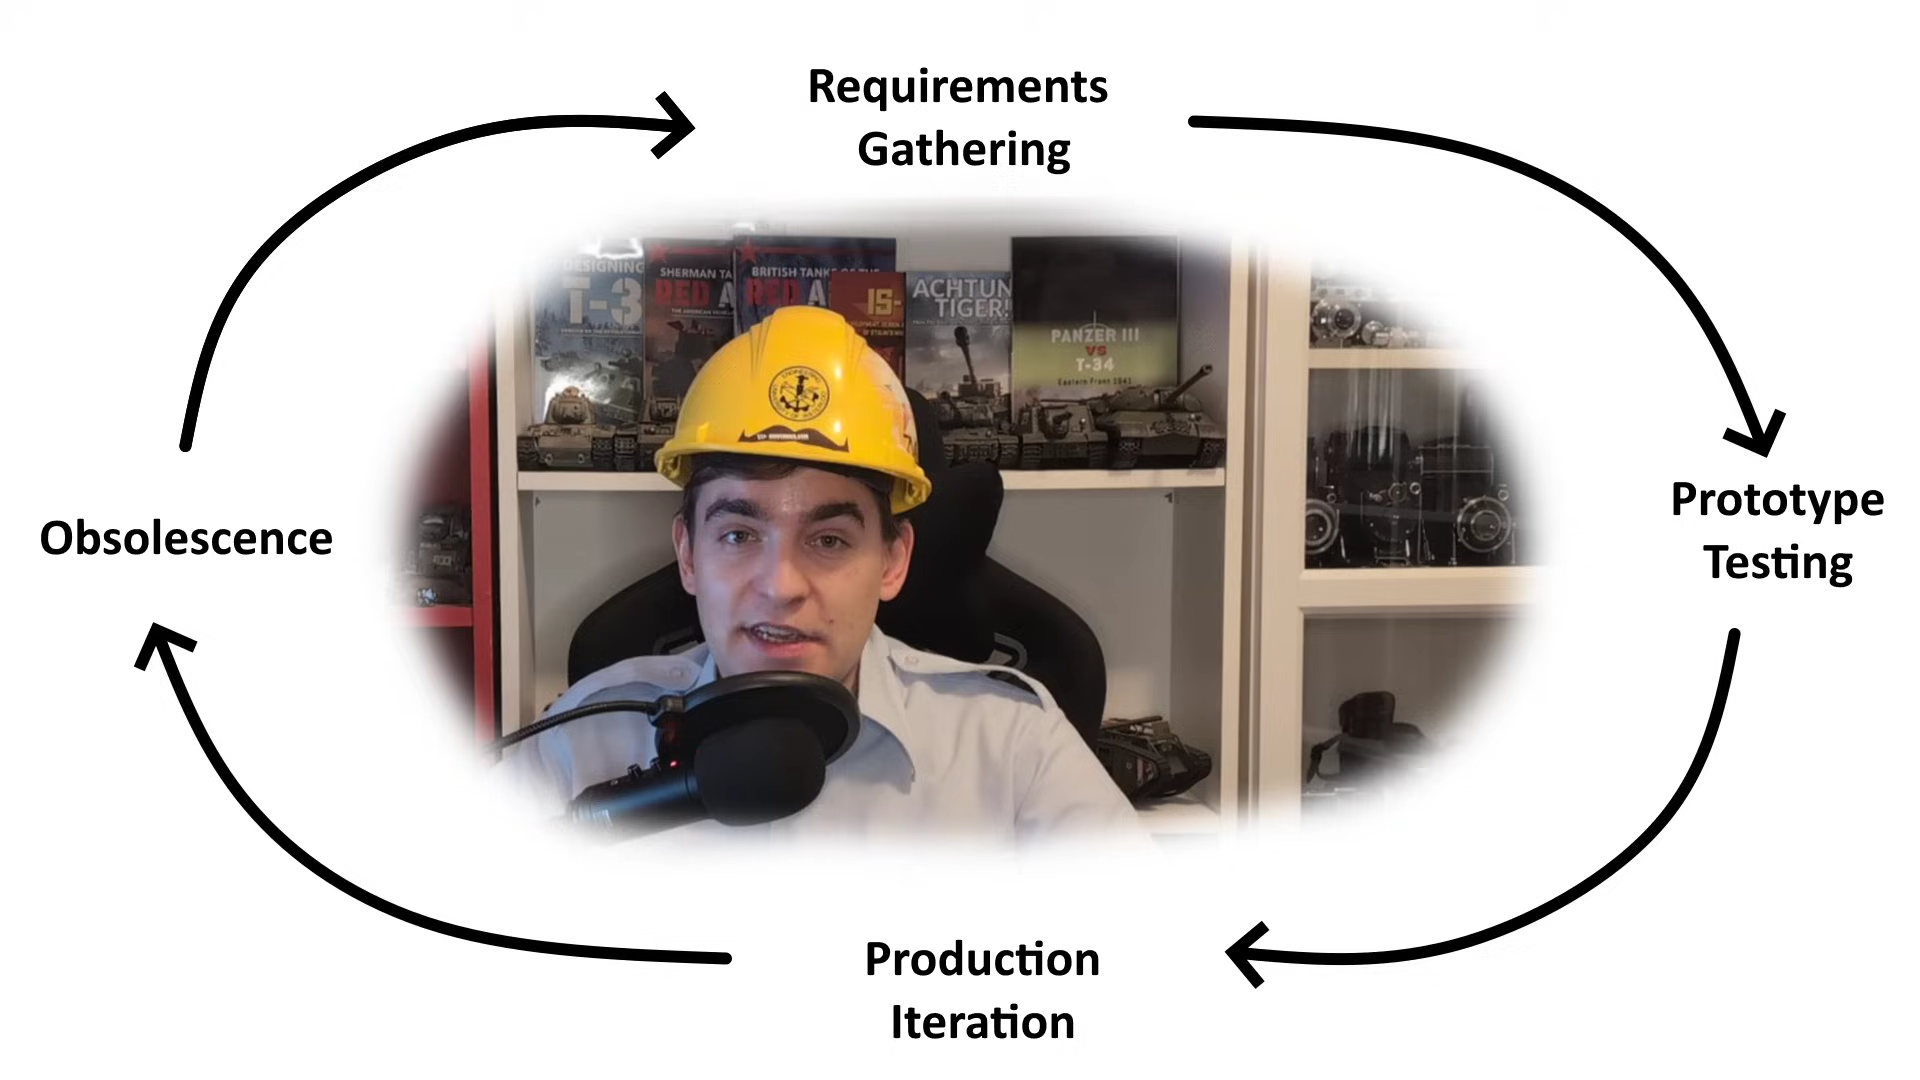 Requirements
Gathering
Obsolescence
Prototype
Testing
Production
Iteration
DESIGNING
T-3
SHERMAN TA
RED A
BRITISH TANKS OF THE
RED A
IS-
ACHTUN
TIGER!
PANZER III
VS
T-34
Eastern Front 1941
ENGINEERING